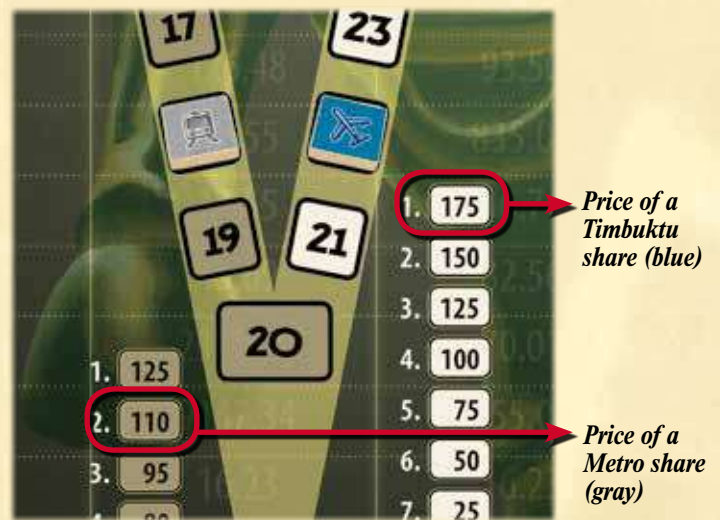 17
23
19
21
20
1. 175
2. 150
3. 125
4. 100
5. 75
6. 50
7. 25
1. 125
2. 110
3. 95
Price of a
Timbuktu
share (blue)
Price of a
Metro share
(gray)